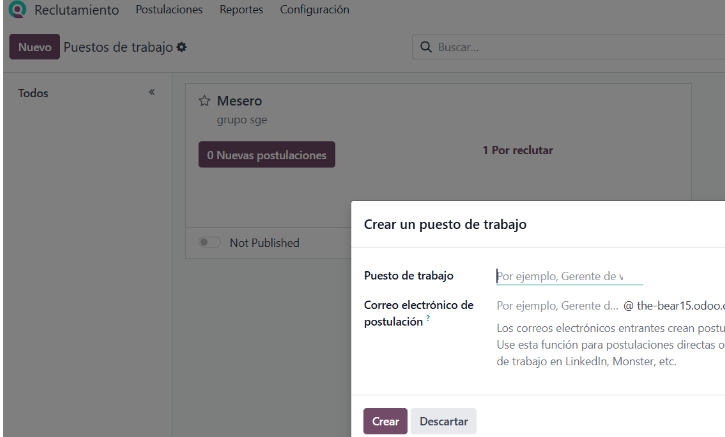 Reclutamiento Postulaciones Reportes Configuración
Nuevo Puestos de trabajo Buscar...
Todos «
Mesero
grupo sge
0 Nuevas postulaciones 1 Por reclutar
Not Published
Crear un puesto de trabajo
Puesto de trabajo Por ejemplo, Gerente de
Correo electrónico de Por ejemplo, Gerente d... @ the-bear15.odoo.
postulación ?
Los correos electrónicos entrantes crean postu
Use esta función para postulaciones directas o
de trabajo en LinkedIn, Monster, etc.
Crear Descartar